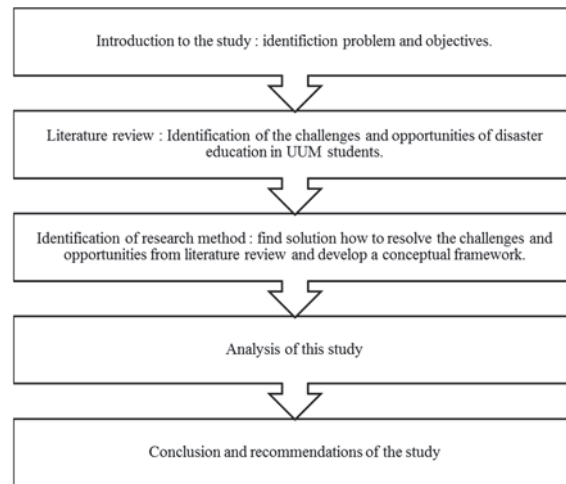 Introduction to the study : identifiction problem and objectives.
Literature review : Identification of the challenges and opportunities of disaster
education in UUM students.
Identification of research method : find solution how to resolve the challenges and
opportunities from literature review and develop a conceptual framework.
Analysis of this study
Conclusion and recommendations of the study